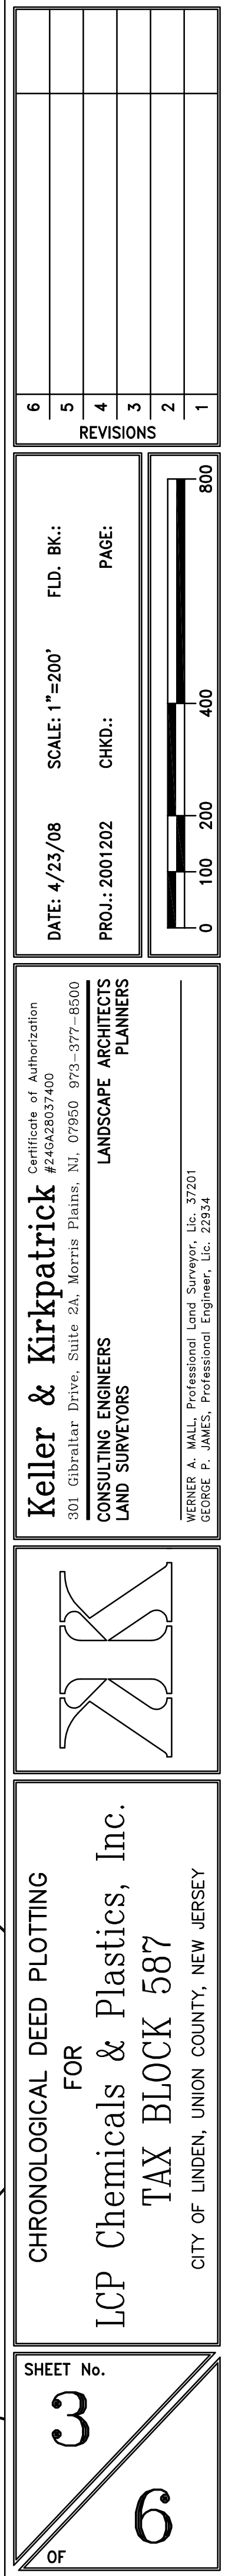 SHEET No.
3
OF
6
CHRONOLOGICAL DEED PLOTTING
FOR
LCP Chemicals & Plastics, Inc.
TAX BLOCK 587
CITY OF LINDEN, UNION COUNTY, NEW JERSEY
KK
Keller & Kirkpatrick Certificate of Authorization
#24GA28037400
301 Gibraltar Drive, Suite 2A, Morris Plains, NJ, 07950 973-377-8500
CONSULTING ENGINEERS LANDSCAPE ARCHITECTS
LAND SURVEYORS PLANNERS
WERNER A. MALL, Professional Land Surveyor, Lic. 37201
GEORGE P. JAMES, Professional Engineer, Lic. 22934
DATE: 4/23/08 SCALE: 1"=200' FLD. BK.:
PROJ.: 2001202 CHKD.: PAGE:
0 100 200 400 800
6
5
4
3
2
1
REVISIONS